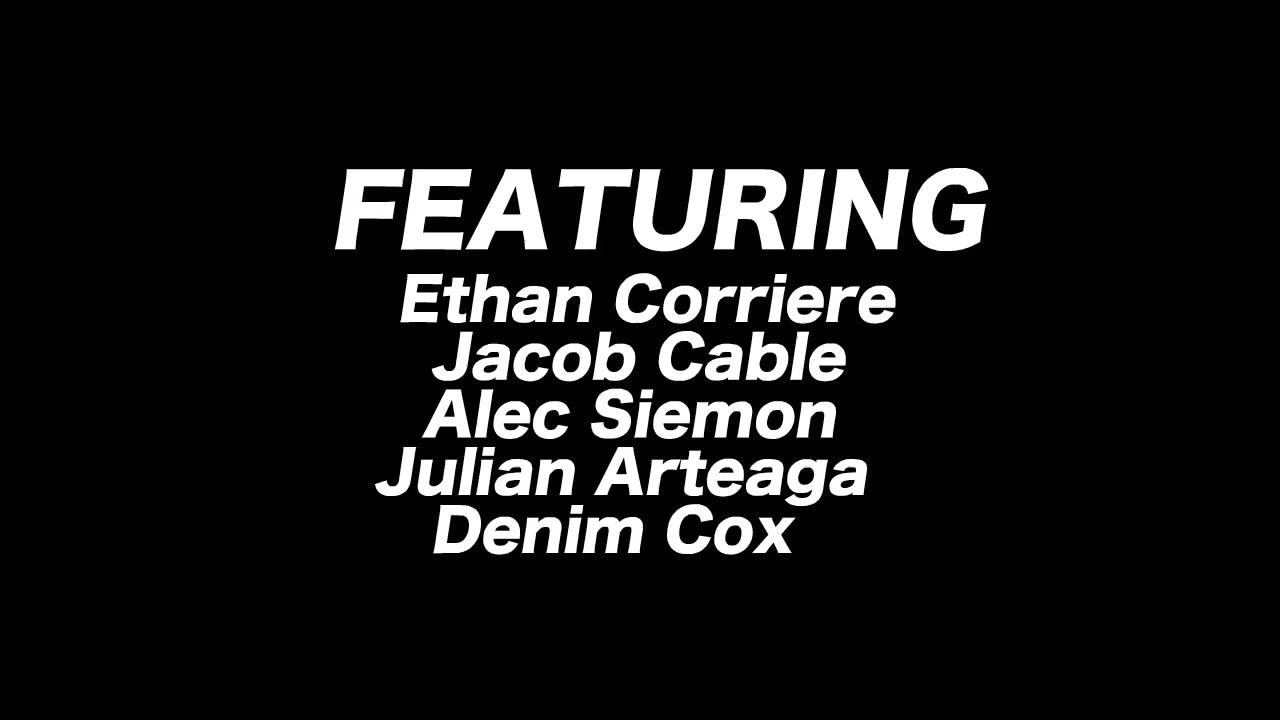 FEATURING
Ethan Corriere
Jacob Cable
Alec Siemon
Julian Arteaga
Denim Cox